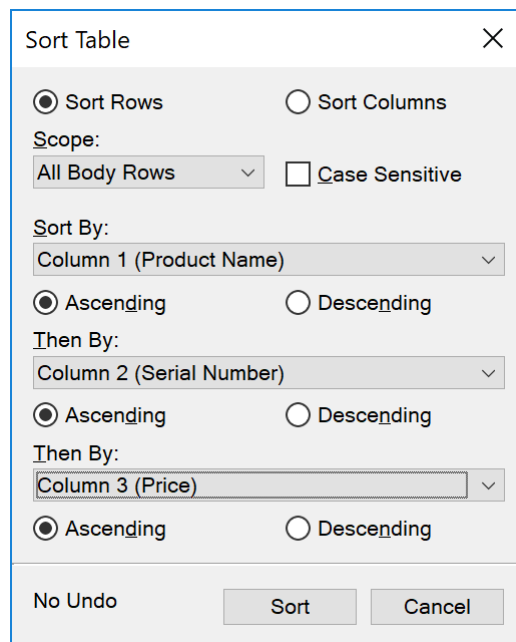 Sort Table
Sort Rows Sort Columns
Scope:
All Body Rows Case Sensitive
Sort By:
Column 1 (Product Name)
Ascending Descending
Then By:
Column 2 (Serial Number)
Ascending Descending
Then By:
Column 3 (Price)
Ascending Descending
No Undo Sort Cancel